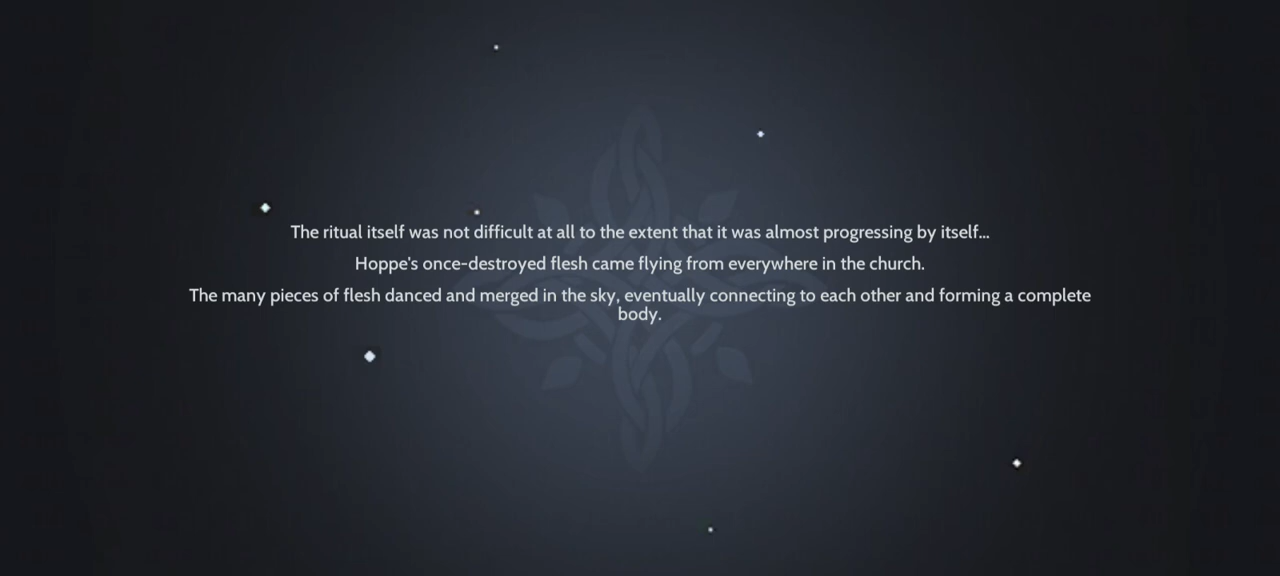 The ritual itself was not difficult at all to the extent that it was almost progressing by itself...
Hoppe's once-destroyed flesh came flying from everywhere in the church.
The many pieces of flesh danced and merged in the sky, eventually connecting to each other and forming a complete
body.